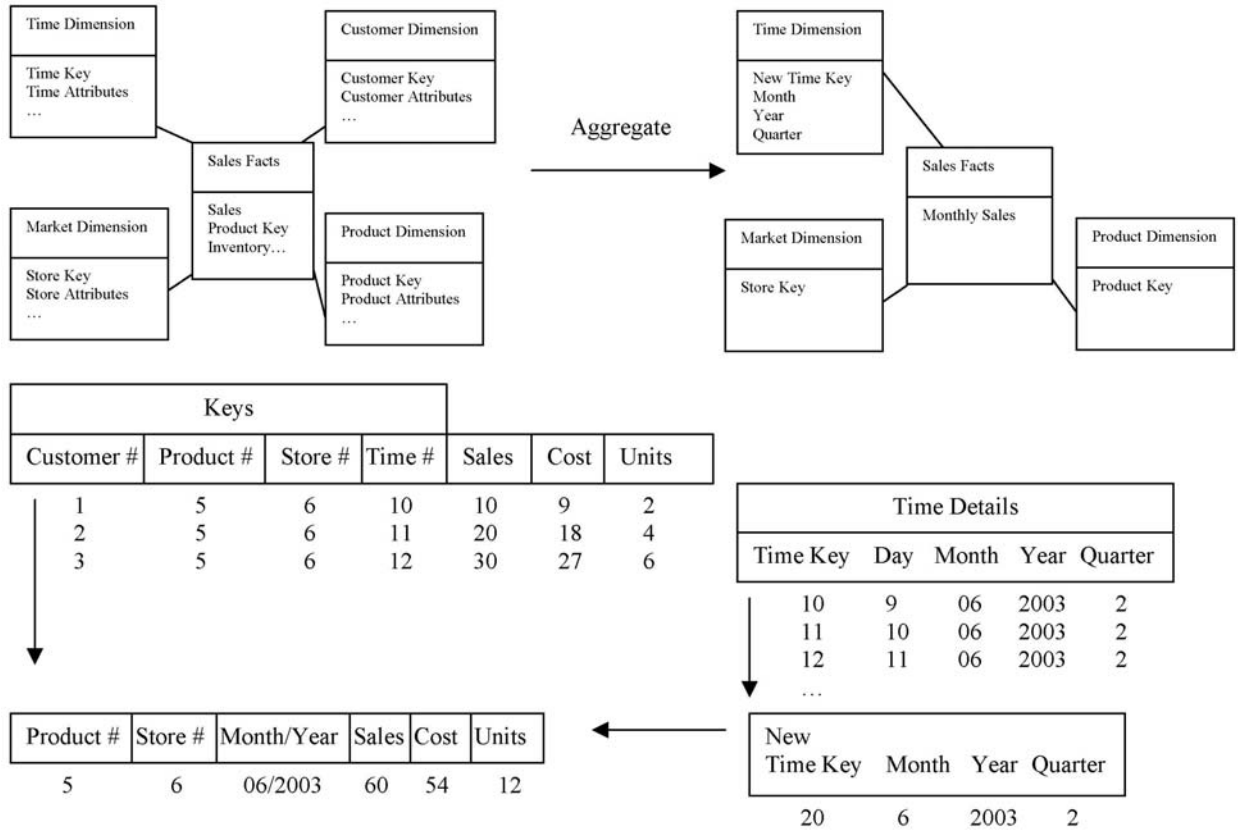 Time Dimension
Time Key
Time Attributes
…
Customer Dimension
Customer Key
Customer Attributes
…
Sales Facts
Sales
Product Key
Inventory…
Market Dimension
Store Key
Store Attributes
…
Product Dimension
Product Key
Product Attributes
…
Aggregate
Time Dimension
New Time Key
Month
Year
Quarter
Sales Facts
Monthly Sales
Market Dimension
Store Key
Product Dimension
Product Key
Keys
Customer # Product # Store # Time # Sales Cost Units
1 5 6 10 10 9 2
2 5 6 11 20 18 4
3 5 6 12 30 27 6
Time Details
Time Key Day Month Year Quarter
10 9 06 2003 2
11 10 06 2003 2
12 11 06 2003 2
…
New
Time Key Month Year Quarter
20 6 2003 2
Product # Store # Month/Year Sales Cost Units
5 6 06/2003 60 54 12